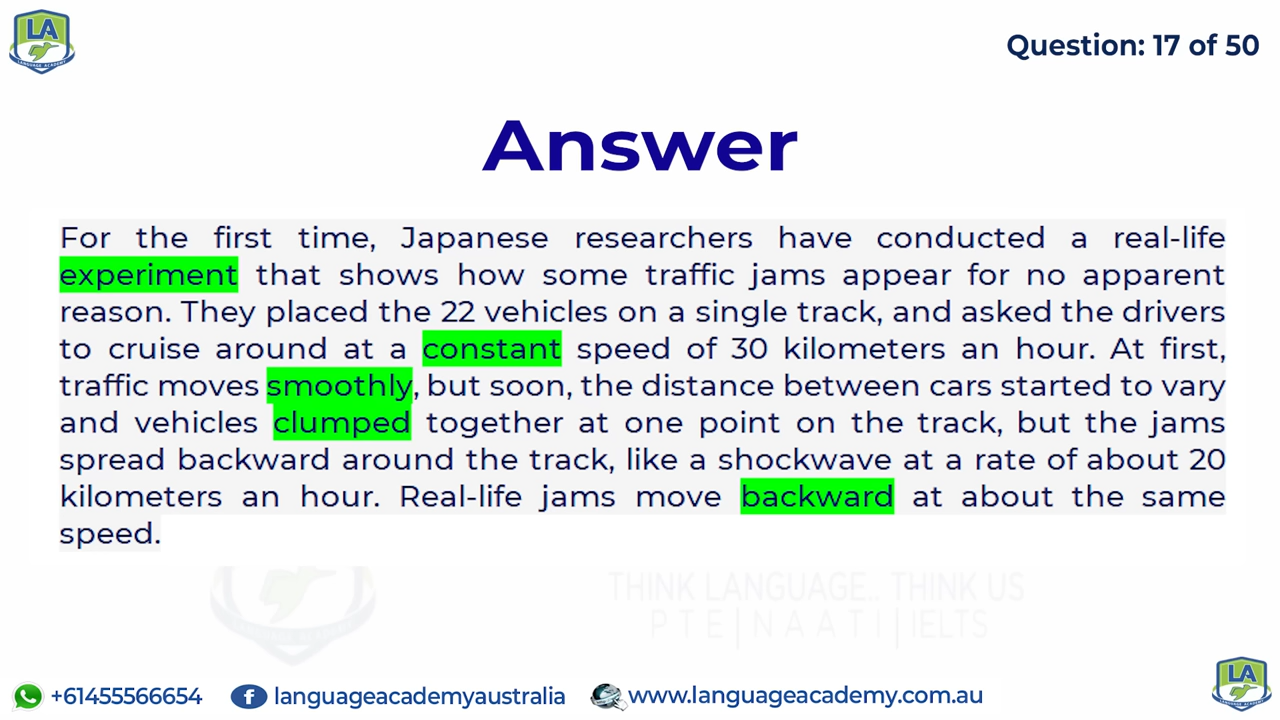 LA
LANGUAGE ACADEMY
Question: 17 of 50
Answer
For the first time, Japanese researchers have conducted a real-life
experiment that shows how some traffic jams appear for no apparent
reason. They placed the 22 vehicles on a single track, and asked the drivers
to cruise around at a constant speed of 30 kilometers an hour. At first,
traffic moves smoothly, but soon, the distance between cars started to vary
and vehicles clumped together at one point on the track, but the jams
spread backward around the track, like a shockwave at a rate of about 20
kilometers an hour. Real-life jams move backward at about the same
speed.
THINK LANGUAGE.. THINK US
PTE|NAATI|IELTS
+61455566654 languageacademyaustralia www.languageacademy.com.au
LA